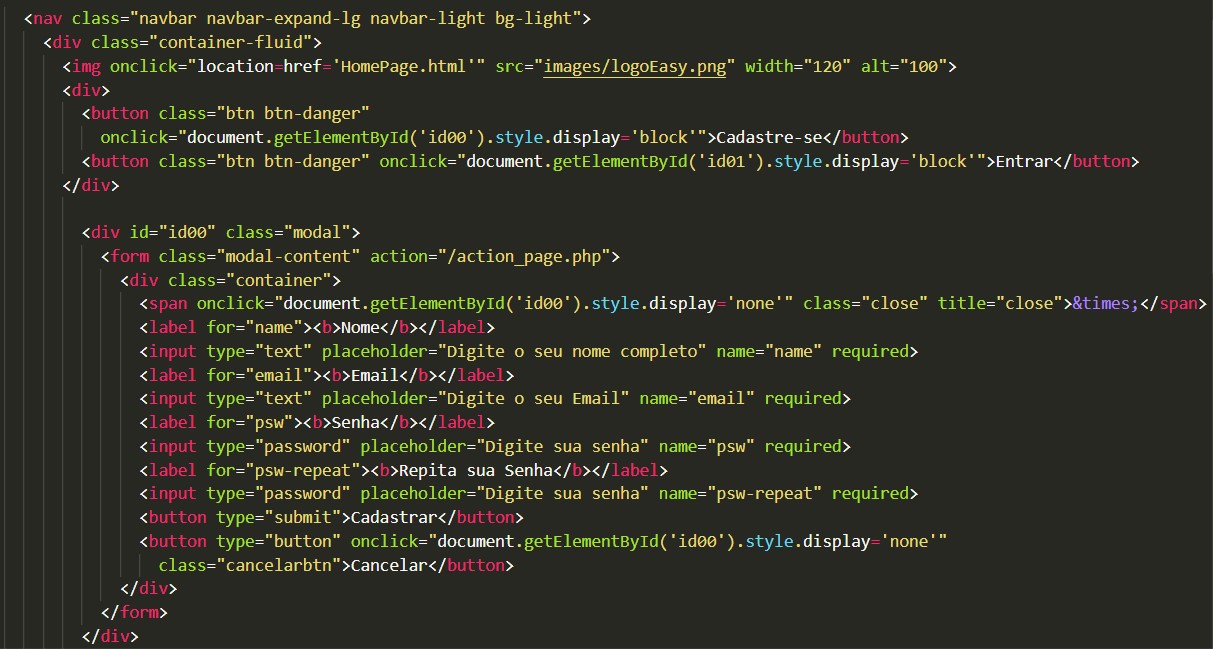 <nav class="navbar navbar-expand-lg navbar-light bg-light">
<div class="container-fluid">
<img onclick="location=href='HomePage.html'" src="images/logoEasy.png" width="120" alt="100">
<div>
<button class="btn btn-danger"
onclick="document.getElementById('id00').style.display='block'">Cadastre-se</button>
<button class="btn btn-danger" onclick="document.getElementById('id01').style.display='block'">Entrar</button>
</div>
<div id="id00" class="modal">
<form class="modal-content" action="/action_page.php">
<div class="container">
<span onclick="document.getElementById('id00').style.display='none'" class="close" title="close">&times;</span>
<label for="name"><b>Nome</b></label>
<input type="text" placeholder="Digite o seu nome completo" name="name" required>
<label for="email"><b>Email</b></label>
<input type="text" placeholder="Digite o seu Email" name="email" required>
<label for="psw"><b>Senha</b></label>
<input type="password" placeholder="Digite sua senha" name="psw" required>
<label for="psw-repeat"><b>Repita sua Senha</b></label>
<input type="password" placeholder="Digite sua senha" name="psw-repeat" required>
<button type="submit">Cadastrar</button>
<button type="button" onclick="document.getElementById('id00').style.display='none'"
class="cancelarbtn">Cancelar</button>
</div>
</form>
</div>